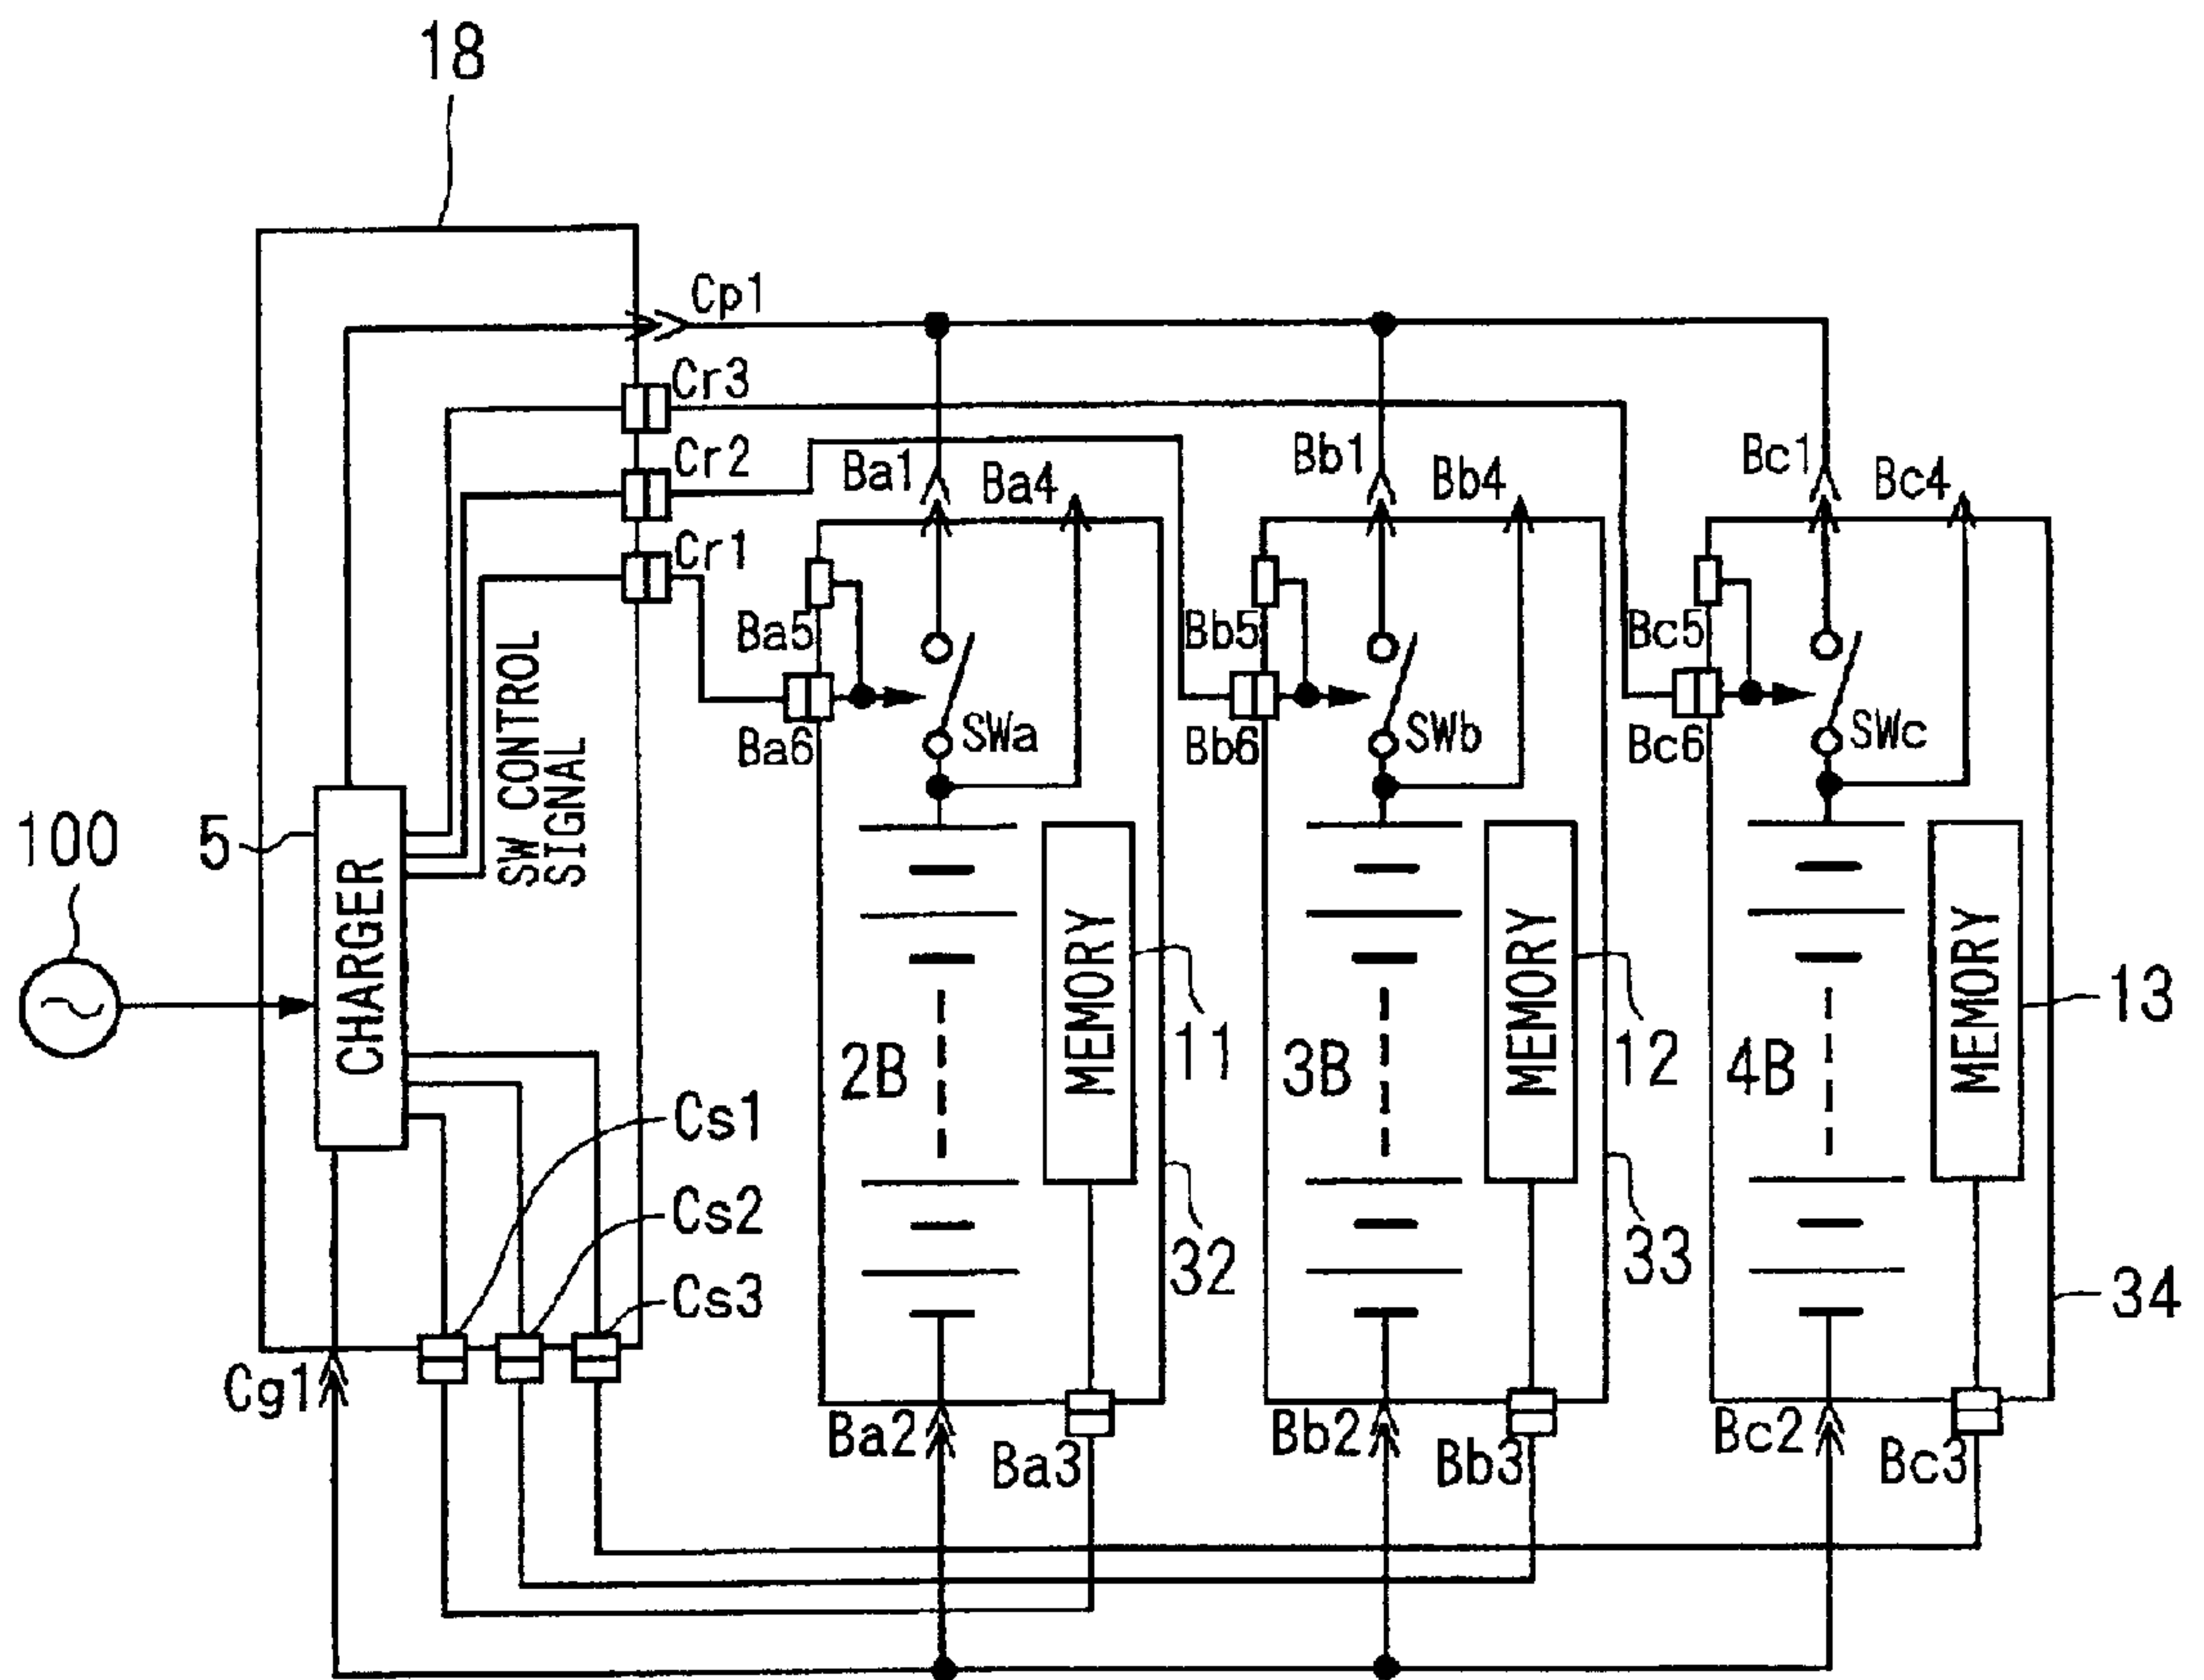 18
Cp1
Cr3
Cr2
Cr1
Ba1
Ba4
Bb1
Bb4
Bc1
Bc4
Ba5
Bb5
Bc5
Ba6
Bb6
Bc6
SWa
SWb
SWc
SW CONTROL
SIGNAL
100
5
CHARGER
2B
MEMORY
11
3B
MEMORY
12
4B
MEMORY
13
Cs1
Cs2
Cs3
32
33
34
Cg1
Ba2
Ba3
Bb2
Bb3
Bc2
Bc3